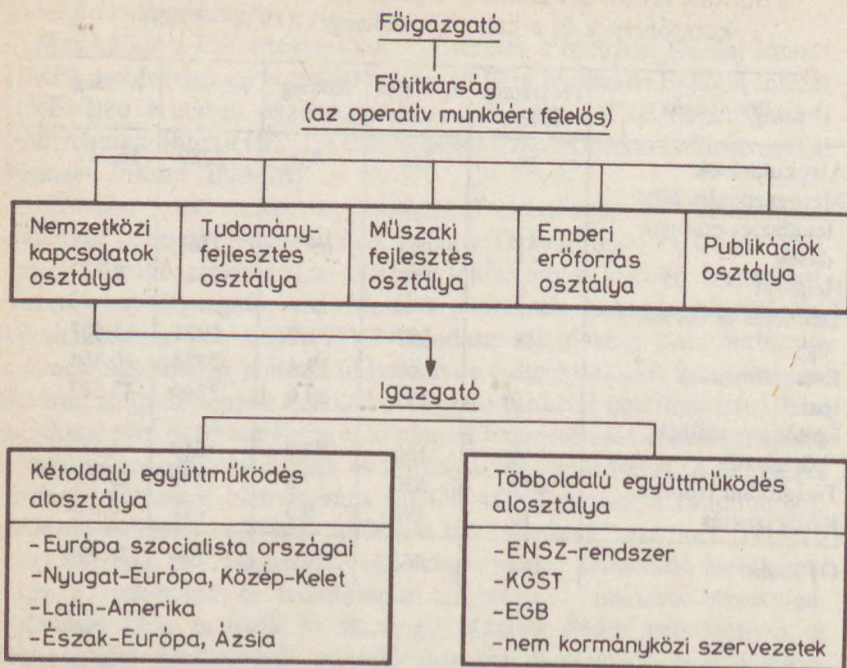 Főigazgató
Főtitkárság
(az operatív munkáért felelős)
Nemzetközi
kapcsolatok
osztálya
Tudomány-
fejlesztés
osztálya
Műszaki
fejlesztés
osztálya
Emberi
erőforrás
osztálya
Publikációk
osztálya
Igazgató
Kétoldalú együttműködés
alosztálya
-Európa szocialista országai
-Nyugat-Európa, Közép-Kelet
-Latin-Amerika
-Észak-Európa, Ázsia
Többoldalú együttműködés
alosztálya
-ENSZ-rendszer
-KGST
-EGB
-nem kormányközi szervezetek